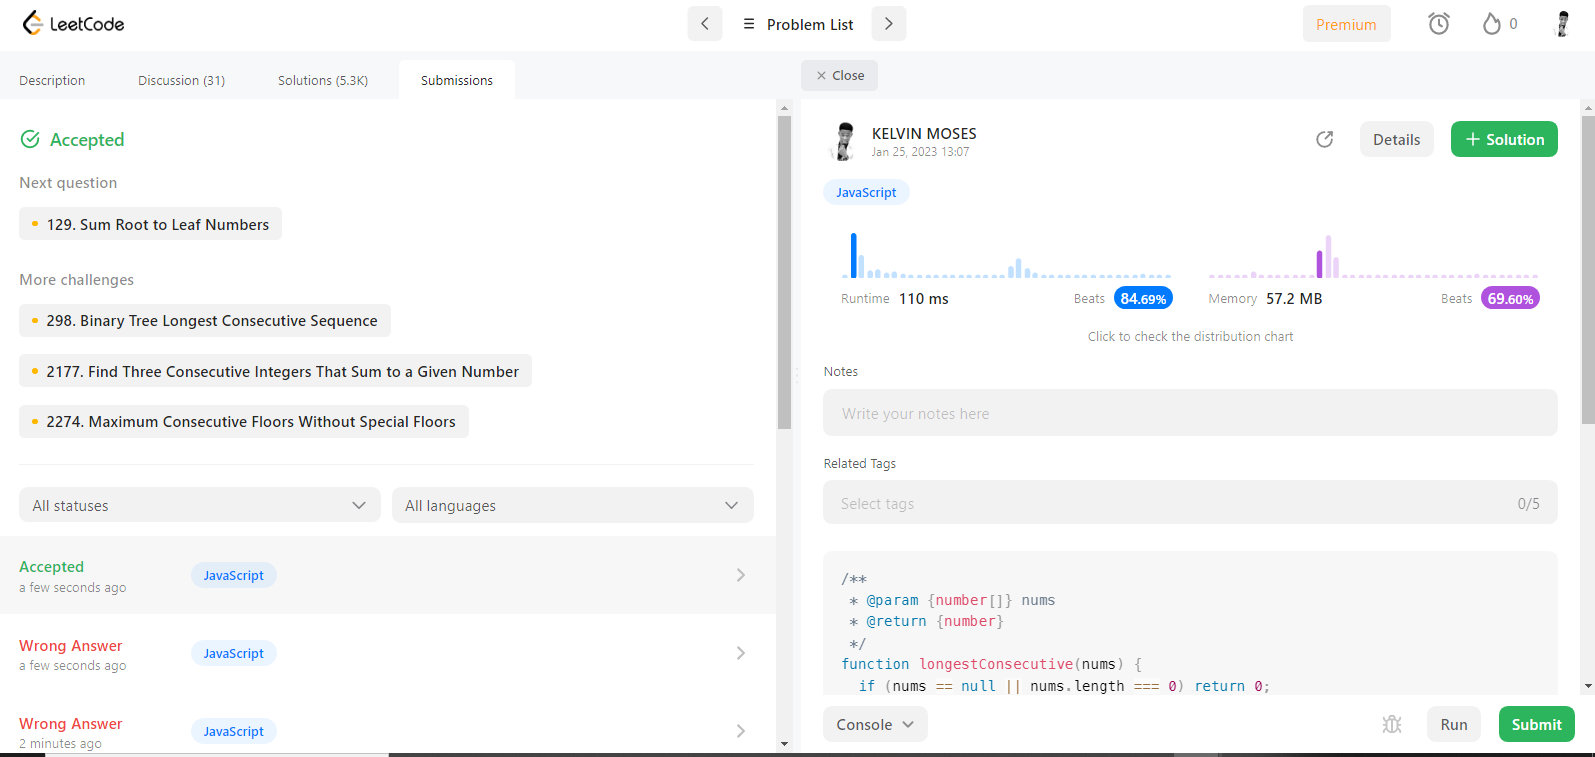 LeetCode
Problem List
Premium
0
Description
Discussion (31)
Solutions (5.3K)
Submissions
Close
Accepted
Next question
129. Sum Root to Leaf Numbers
More challenges
298. Binary Tree Longest Consecutive Sequence
2177. Find Three Consecutive Integers That Sum to a Given Number
2274. Maximum Consecutive Floors Without Special Floors
All statuses
All languages
Accepted
a few seconds ago
JavaScript
Wrong Answer
a few seconds ago
JavaScript
Wrong Answer
2 minutes ago
JavaScript
KELVIN MOSES
Jan 25, 2023 13:07
Details
+ Solution
JavaScript
Runtime 110 ms
Beats 84.69%
Memory 57.2 MB
Beats 69.60%
Click to check the distribution chart
Notes
Write your notes here
Related Tags
Select tags
0/5
/**
* @param {number[]} nums
* @return {number}
*/
function longestConsecutive(nums) {
if (nums == null || nums.length === 0) return 0;
Console
Run
Submit